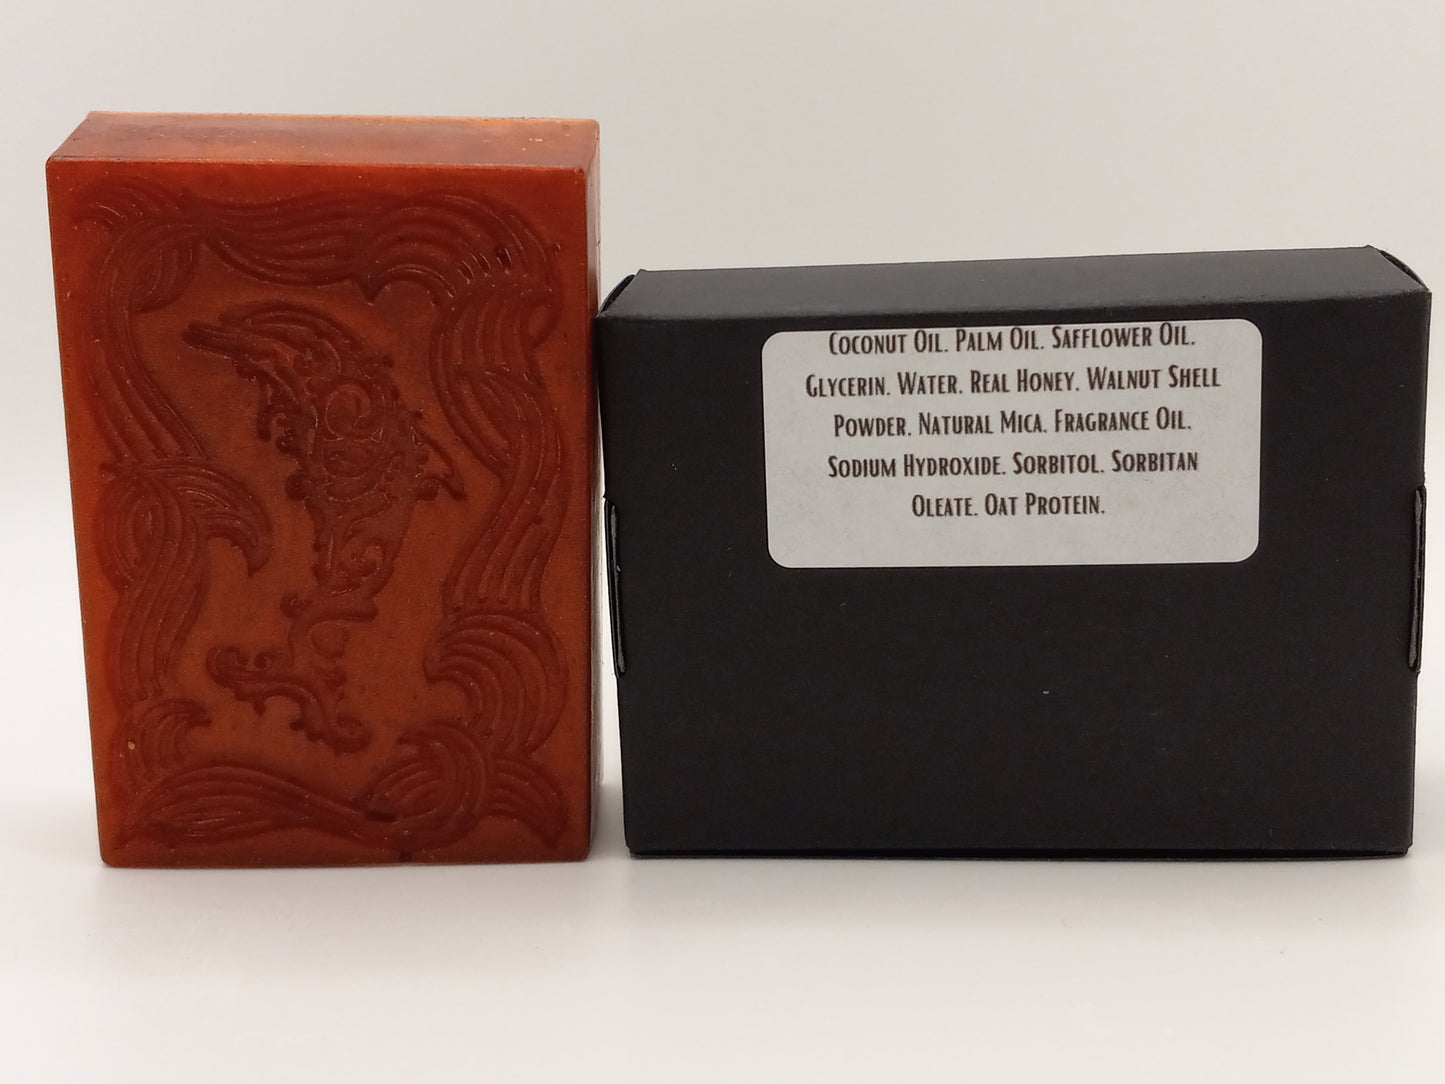 Coconut Oil. Palm Oil. Safflower Oil.
Glycerin. Water. Real Honey. Walnut Shell
Powder. Natural Mica. Fragrance Oil.
Sodium Hydroxide. Sorbitol. Sorbitan
Oleate. Oat Protein.